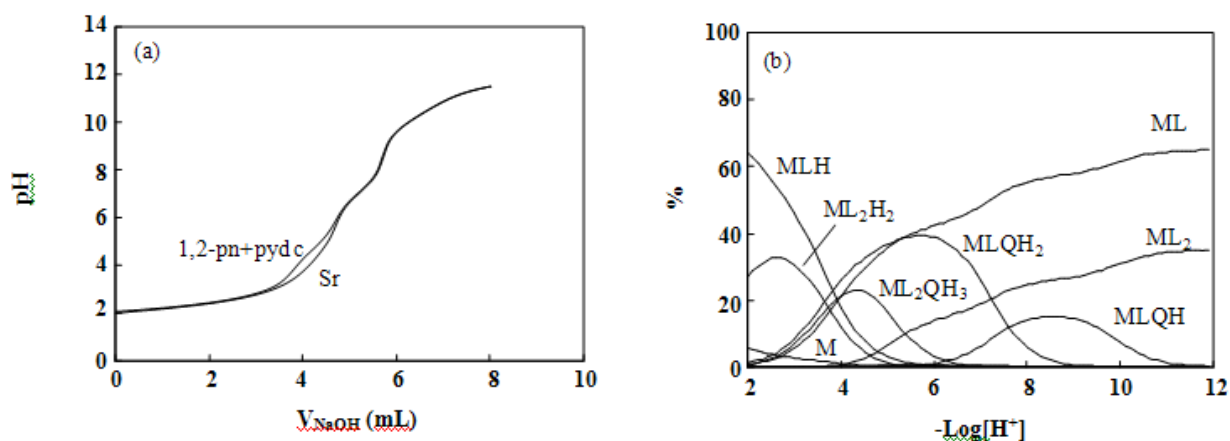 (a)
14
12
10
8
6
4
2
0
pH
1,2-pn+pydc
Sr
0 2 4 6 8 10
V_NaOH (mL)
(b)
100
80
60
40
20
0
%
MLH
ML₂H₂
ML
MLQH₂
ML₂
ML₂QH₃
MLQH
M
2 4 6 8 10 12
-Log[H⁺]